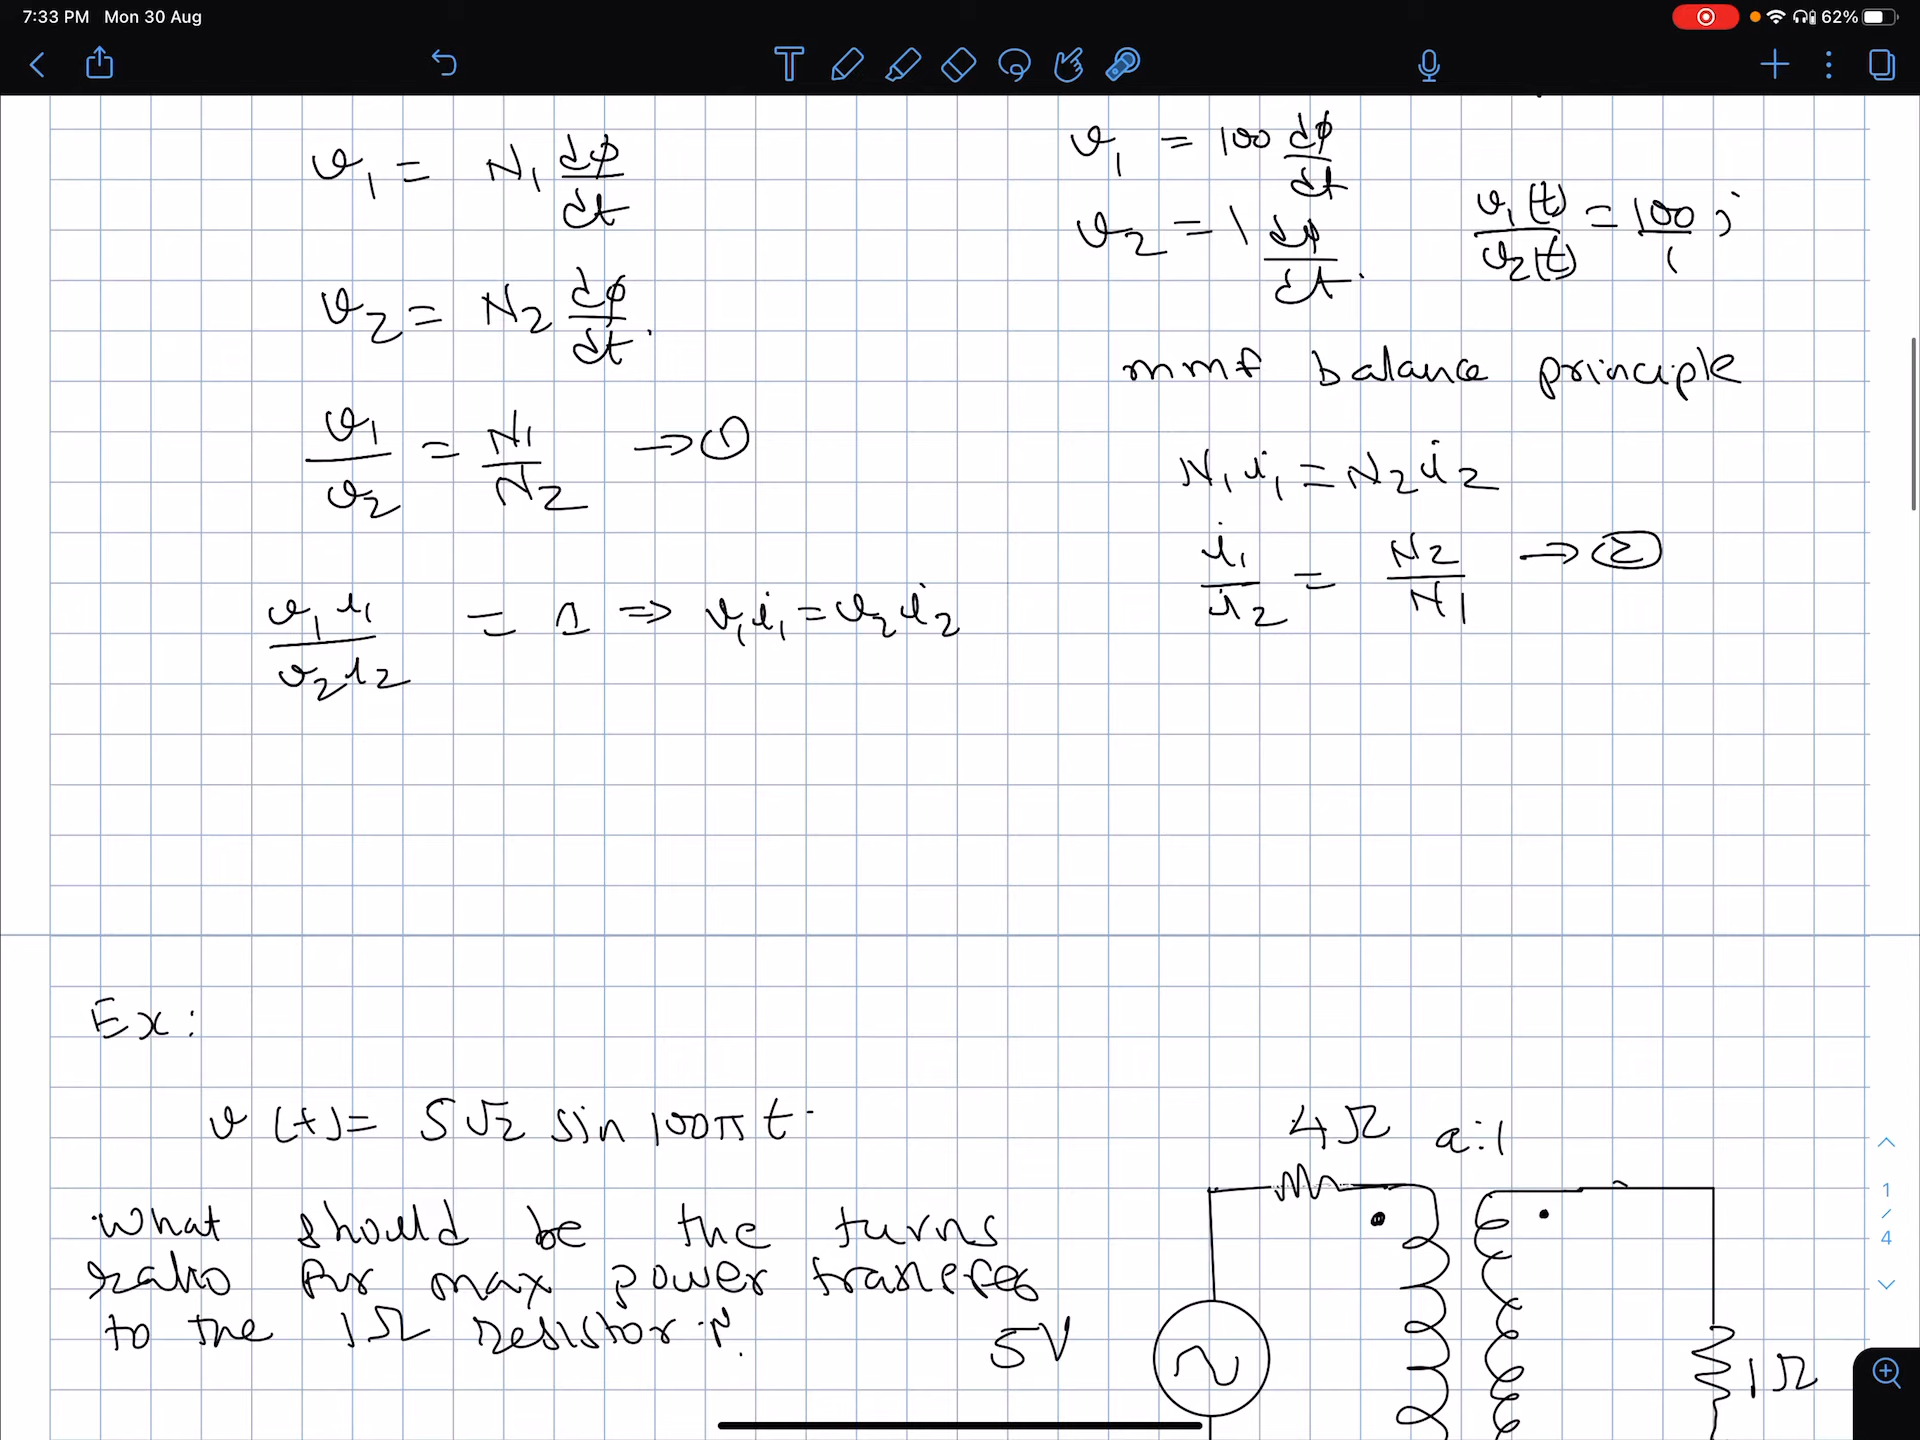 7:33 PM Mon 30 Aug 62%
v₁ = N₁ dφ/dt
v₂ = N₂ dφ/dt.
v₁/v₂ = N₁/N₂ → ①
v₁i₁/v₂i₂ = 1 ⇒ v₁i₁ = v₂i₂
v₁ = 100 dφ/dt
v₂ = 1 dφ/dt.
v₁(t)/v₂(t) = 100/1 ;
mmf balance principle
N₁i₁ = N₂i₂
i₁/i₂ = N₂/N₁ → ②
Ex:
v(t) = 5√2 sin 100π t.
What should be the turns
ratio for max power transfer
to the 1Ω resistor?
4Ω a:1
5V
1Ω
1
/
4